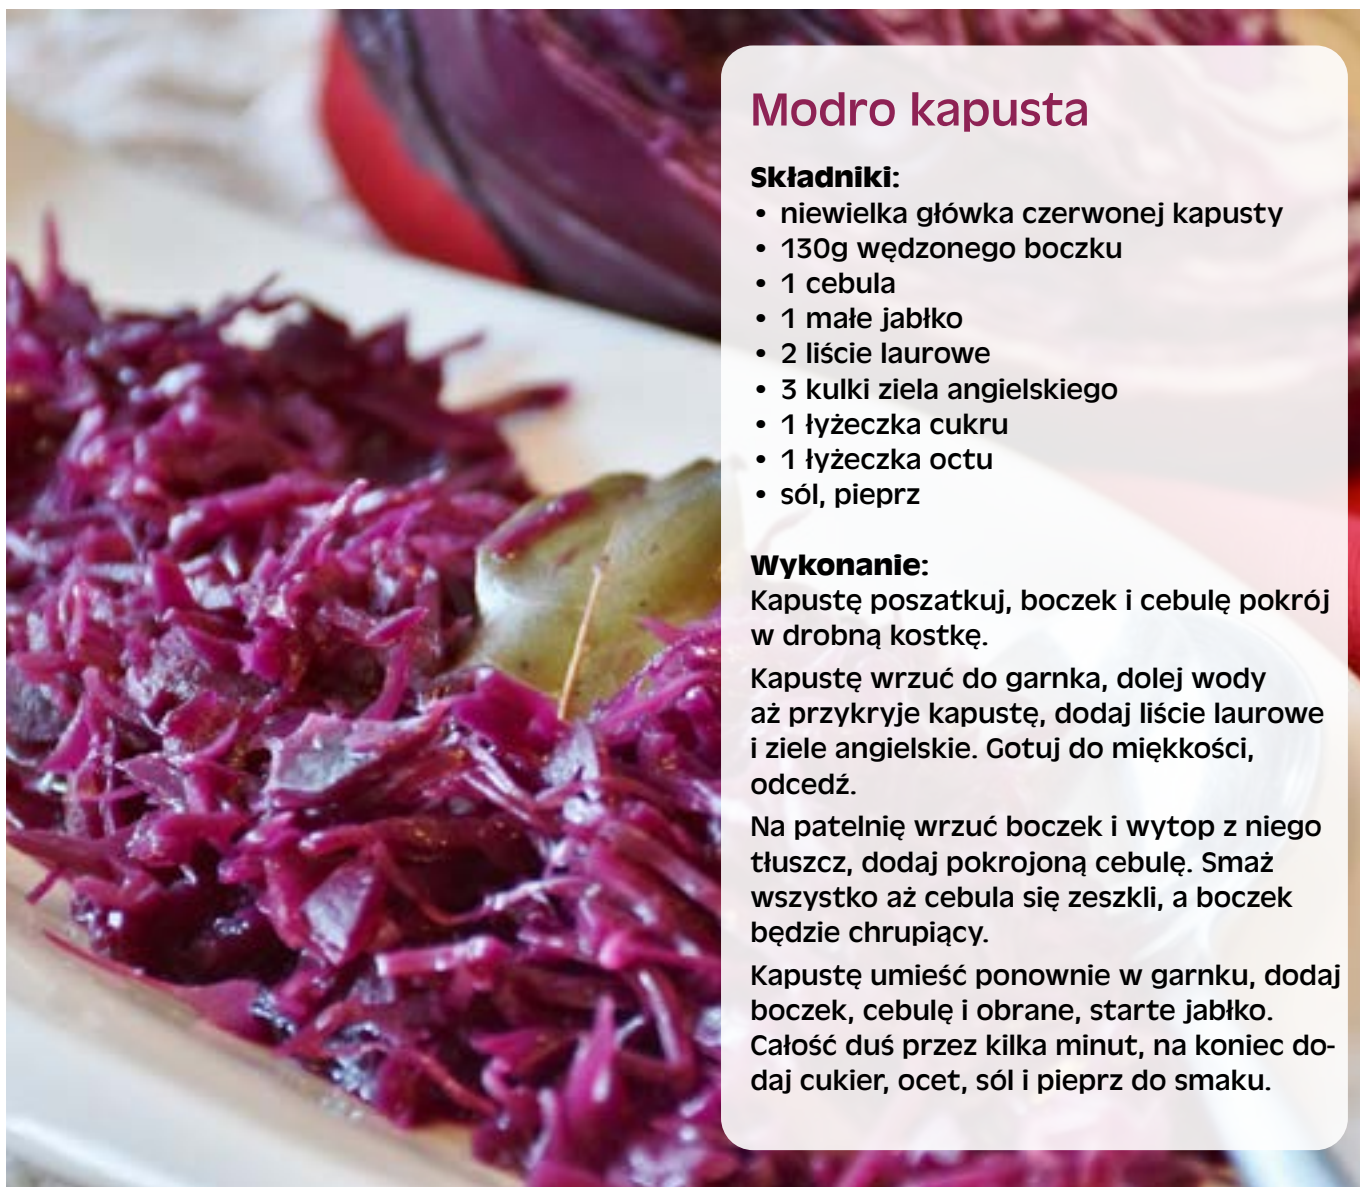 Modro kapusta
Składniki:
• niewielka główka czerwonej kapusty
• 130g wędzonego boczku
• 1 cebula
• 1 małe jabłko
• 2 liście laurowe
• 3 kulki ziela angielskiego
• 1 łyżeczka cukru
• 1 łyżeczka octu
• sól, pieprz
Wykonanie:
Kapustę poszatkuj, boczek i cebulę pokrój
w drobną kostkę.
Kapustę wrzuć do garnka, dolej wody
aż przykryje kapustę, dodaj liście laurowe
i ziele angielskie. Gotuj do miękkości,
odcedź.
Na patelnię wrzuć boczek i wytop z niego
tłuszcz, dodaj pokrojoną cebulę. Smaż
wszystko aż cebula się zeszkli, a boczek
będzie chrupiący.
Kapustę umieść ponownie w garnku, dodaj
boczek, cebulę i obrane, starte jabłko.
Całość duś przez kilka minut, na koniec do-
daj cukier, ocet, sól i pieprz do smaku.